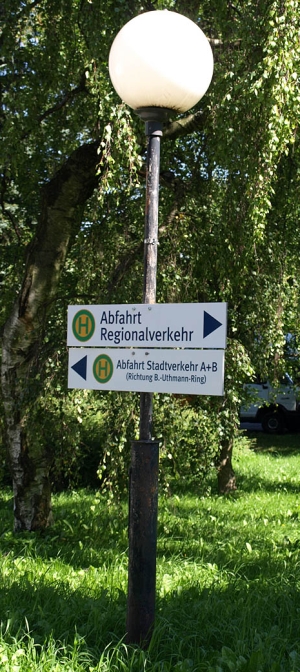 H Abfahrt
Regionalverkehr
H Abfahrt Stadtverkehr A+B
(Richtung B.-Uthmann-Ring)